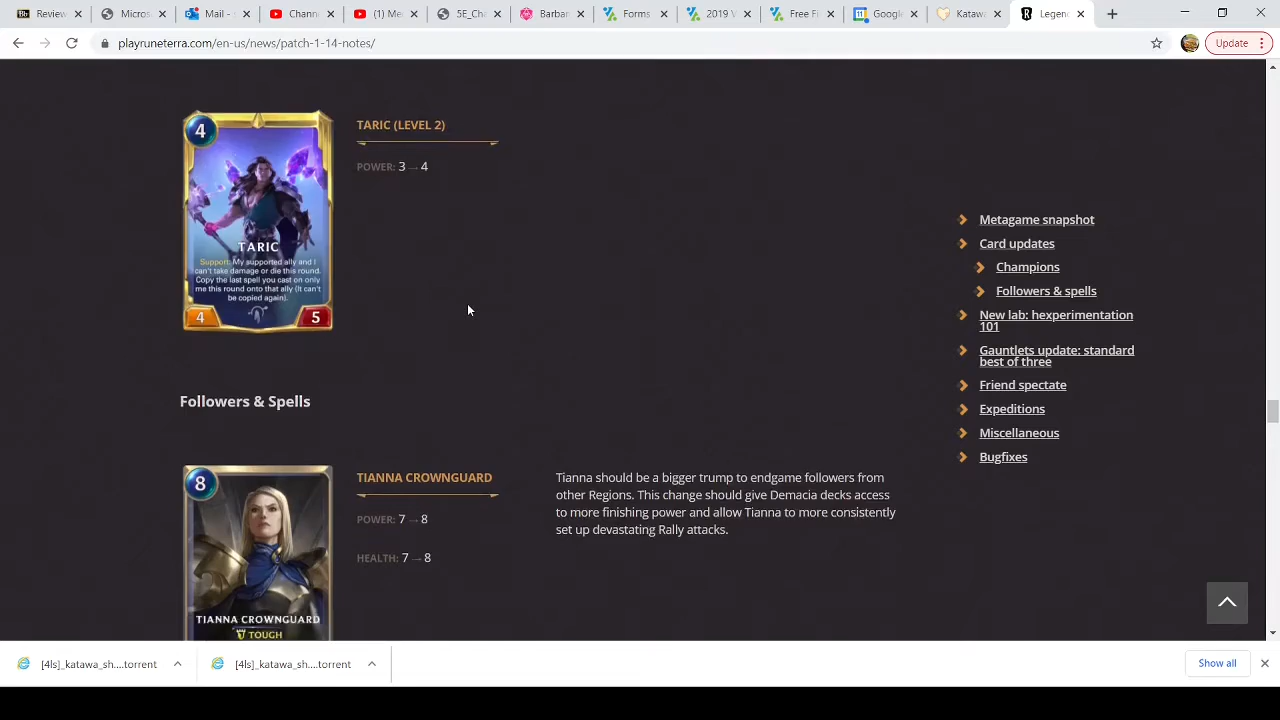 Review
Micros
Mail -
Chann
(1) Me
5E_Cha
Barbar
Forms
2019 V
Free Fi
Google
Katawa
Legend
playruneterra.com/en-us/news/patch-1-14-notes/
Update
4
TARIC
Support: My supported ally and I
can't take damage or die this round.
Copy the last spell you cast on only
me this round onto that ally (It can't
be copied again).
4 5
TARIC (LEVEL 2)
POWER: 3 → 4
Followers & Spells
8
TIANNA CROWNGUARD
TOUGH
TIANNA CROWNGUARD
POWER: 7 → 8
HEALTH: 7 → 8
Tianna should be a bigger trump to endgame followers from
other Regions. This change should give Demacia decks access
to more finishing power and allow Tianna to more consistently
set up devastating Rally attacks.
Metagame snapshot
Card updates
Champions
Followers & spells
New lab: hexperimentation
101
Gauntlets update: standard
best of three
Friend spectate
Expeditions
Miscellaneous
Bugfixes
[4ls]_katawa_sh....torrent
[4ls]_katawa_sh....torrent
Show all